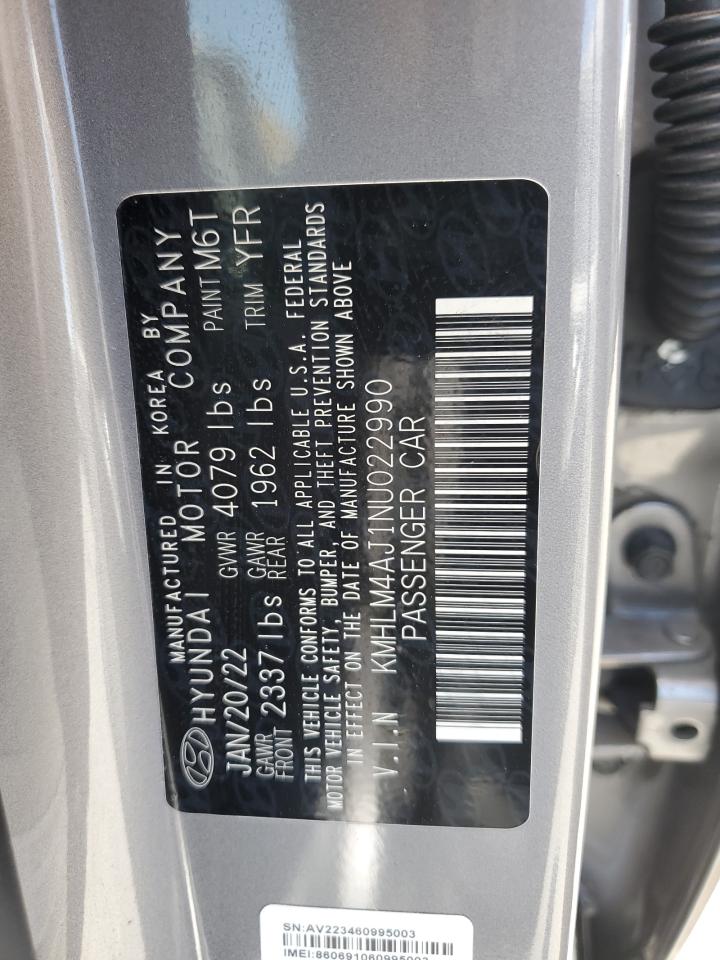 MANUFACTURED IN KOREA BY
HYUNDAI MOTOR COMPANY
JAN/20/22 GVWR 4079 lbs PAINT M6T
GAWR FRONT 2337 lbs GAWR REAR 1962 lbs TRIM YFR
THIS VEHICLE CONFORMS TO ALL APPLICABLE U.S.A. FEDERAL
MOTOR VEHICLE SAFETY, BUMPER, AND THEFT PREVENTION STANDARDS
IN EFFECT ON THE DATE OF MANUFACTURE SHOWN ABOVE
V.I.N KMHLM4AJ1NU022990
PASSENGER CAR
SN:AV223460995003
IMEI:860691060995003